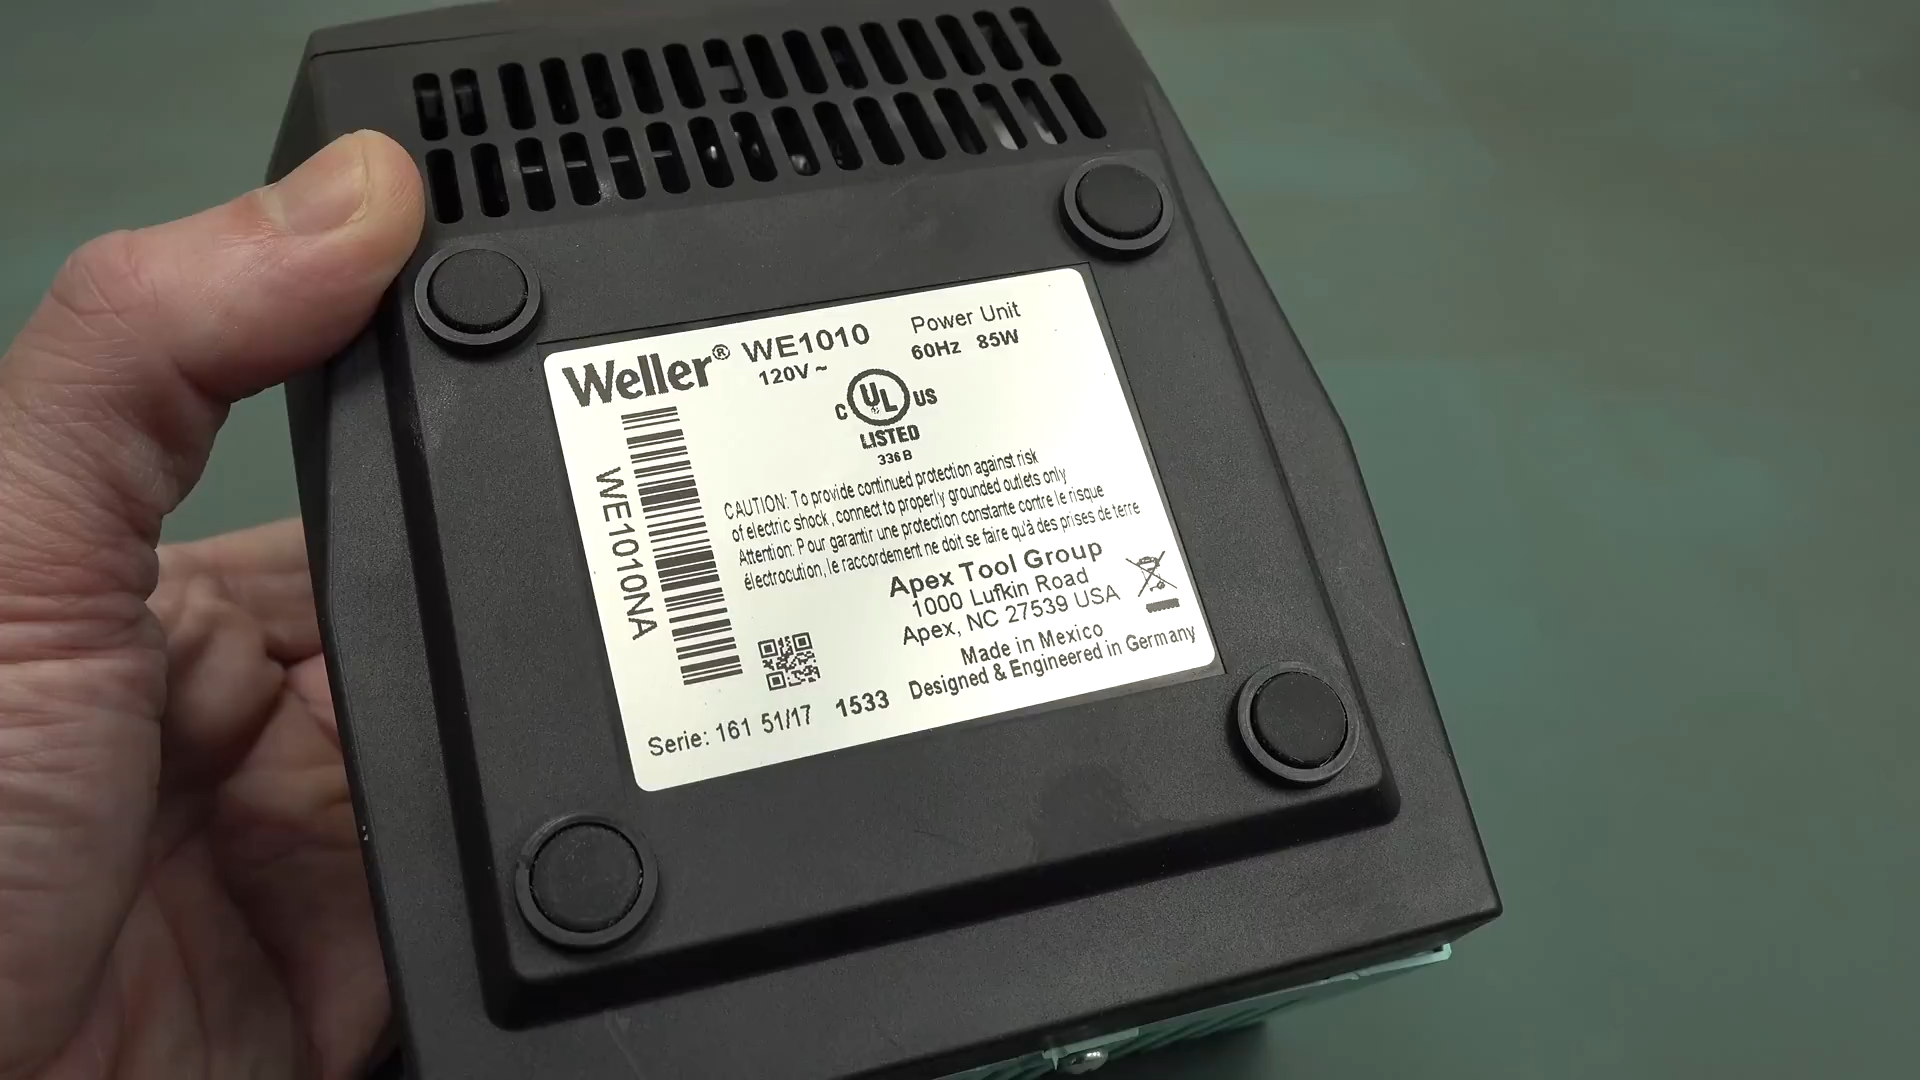 Weller® WE1010 Power Unit
120V ~ 60Hz 85W
C UL US
LISTED
336 B
CAUTION: To provide continued protection against risk
of electric shock, connect to properly grounded outlets only
Attention: Pour garantir une protection constante contre le risque
électrocution, le raccordement ne doit se faire qu'à des prises de terre
WE1010NA
Apex Tool Group
1000 Lufkin Road
Apex, NC 27539 USA
Made in Mexico
Designed & Engineered in Germany
Serie: 161 51/17 1533